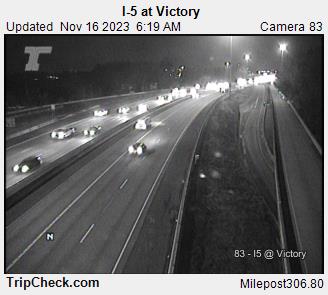 I-5 at Victory
Updated Nov 16 2023 6:19 AM Camera 83
T
N
83 - I5 @ Victory
TripCheck.com Milepost306.80